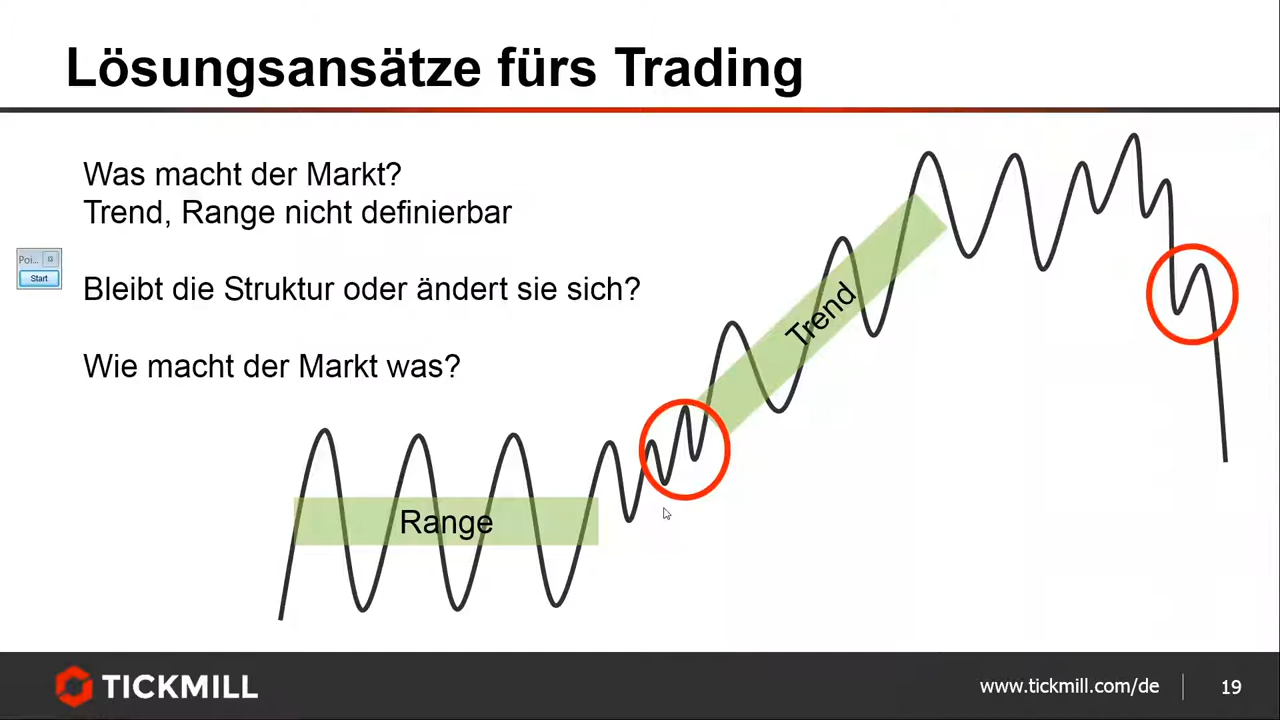 Lösungsansätze fürs Trading
Was macht der Markt?
Trend, Range nicht definierbar
Poi...
Start
Bleibt die Struktur oder ändert sie sich?
Wie macht der Markt was?
Trend
Range
TICKMILL
www.tickmill.com/de
19